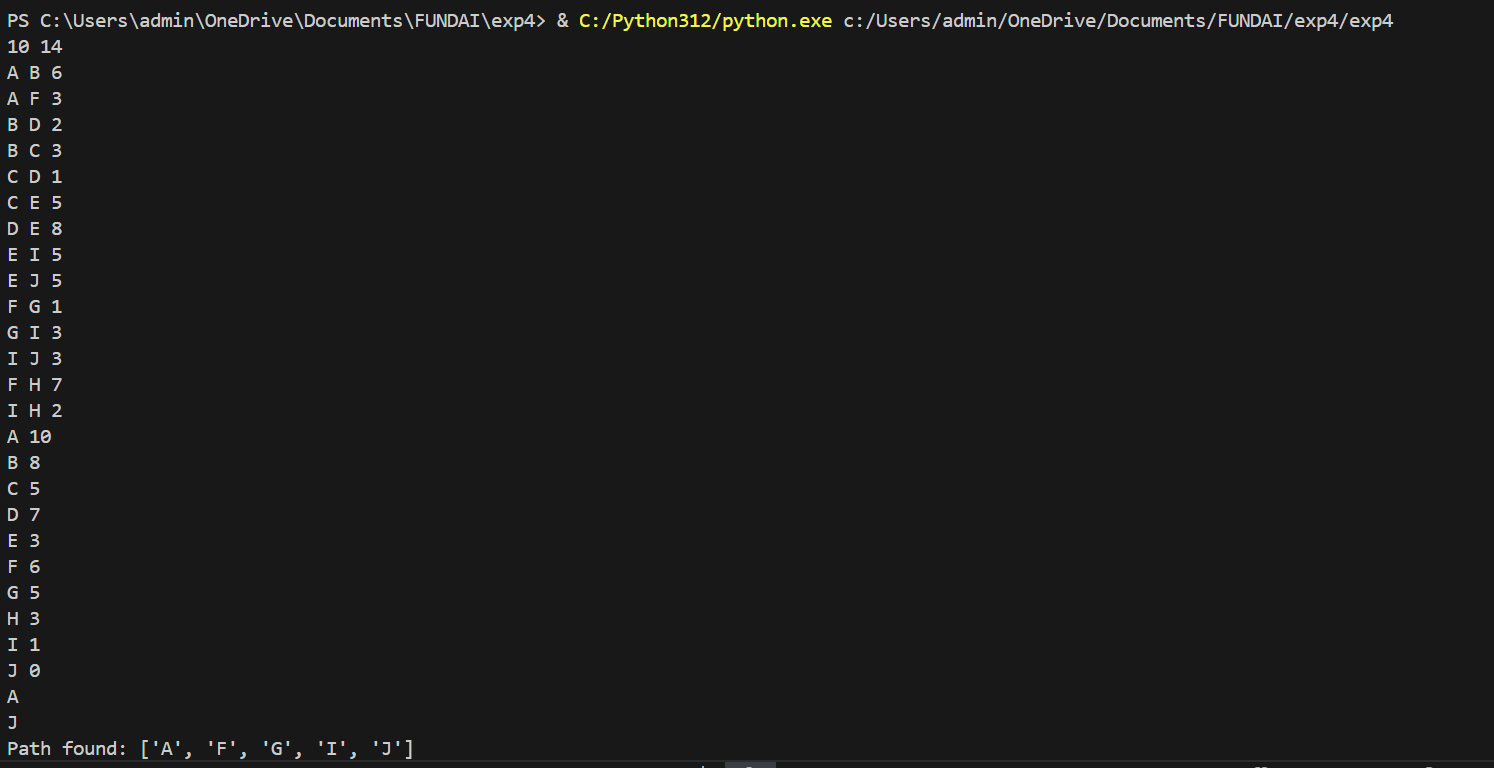 PS C:\Users\admin\OneDrive\Documents\FUNDAI\exp4> & C:/Python312/python.exe c:/Users/admin/OneDrive/Documents/FUNDAI/exp4/exp4
10 14
A B 6
A F 3
B D 2
B C 3
C D 1
C E 5
D E 8
E I 5
E J 5
F G 1
G I 3
I J 3
F H 7
I H 2
A 10
B 8
C 5
D 7
E 3
F 6
G 5
H 3
I 1
J 0
A
J
Path found: ['A', 'F', 'G', 'I', 'J']